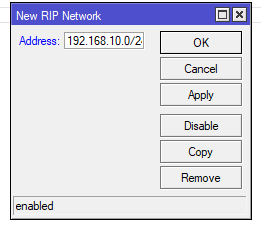 New RIP Network
Address: 192.168.10.0/2
OK
Cancel
Apply
Disable
Copy
Remove
enabled